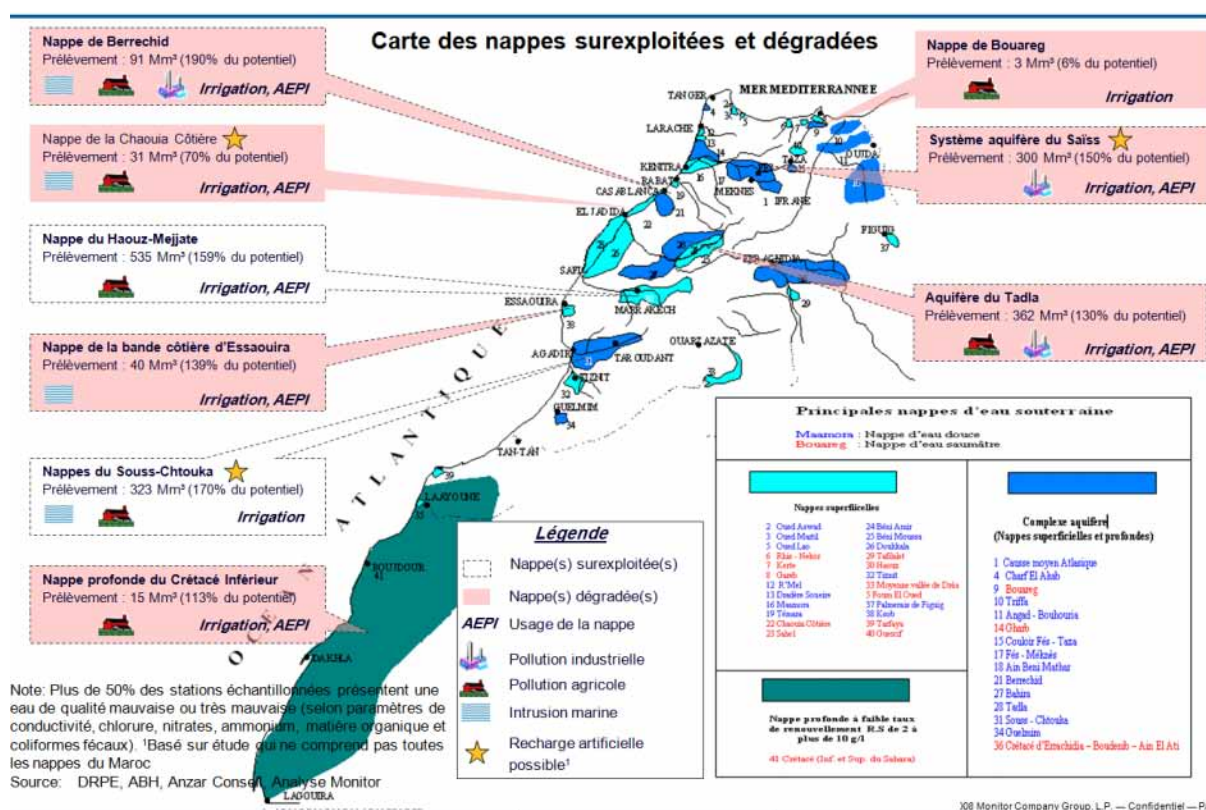 Carte des nappes surexploitées et dégradées
Nappe de Berrechid
Prélèvement : 91 Mm³ (190% du potentiel)
Irrigation, AEPI
Nappe de la Chaouia Côtière
Prélèvement : 31 Mm³ (70% du potentiel)
Irrigation, AEPI
Nappe du Haouz-Mejjate
Prélèvement : 535 Mm³ (159% du potentiel)
Irrigation, AEPI
Nappe de la bande côtière d'Essaouira
Prélèvement : 40 Mm³ (139% du potentiel)
Irrigation, AEPI
Nappes du Souss-Chtouka
Prélèvement : 323 Mm³ (170% du potentiel)
Irrigation
Nappe profonde du Crétacé Inférieur
Prélèvement : 15 Mm³ (113% du potentiel)
Irrigation, AEPI
Nappe de Bouareg
Prélèvement : 3 Mm³ (6% du potentiel)
Irrigation
Système aquifère du Saïss
Prélèvement : 300 Mm³ (150% du potentiel)
Irrigation, AEPI
Aquifère du Tadla
Prélèvement : 362 Mm³ (130% du potentiel)
Irrigation, AEPI
MER MEDITERRANNEE
TANGER
LARACHE
KENITRA
RABAT
CASABLANCA
EL JADIDA
SAFI
ESSAOUIRA
MARRAKECH
AGADIR
TAROUDANT
TIZNIT
GUELMIM
TAN-TAN
LAAYOUNE
BOUJDOUR
41
DAKHLA
LAGOUIRA
OUARZAZATE
MEKNES
IFRANE
TAZA
OUJDA
FIGUIG
37
OCEAN ATLANTIQUE
Légende
Nappe(s) surexploitée(s)
Nappe(s) dégradée(s)
AEPI Usage de la nappe
Pollution industrielle
Pollution agricole
Intrusion marine
Recharge artificielle possible¹
Principales nappes d'eau souterraine
Maamora : Nappe d'eau douce
Bouareg : Nappe d'eau saumâtre
Nappes superficielles
2 Oued Aswad
3 Oued Martil
5 Oued Lao
6 Rhis - Nekor
7 Kerte
8 Gareb
12 R'Mel
13 Dradère Soueire
16 Maamora
19 Témara
22 Chaouia Côtière
23 Sahel
24 Béni Amir
25 Béni Moussa
26 Doukkala
29 Tafilalet
30 Haouz
32 Tiznit
33 Moyenne vallée de Drâa
5 Foum El Oued
37 Palmeraie de Figuig
38 Korb
39 Tarfaya
40 Guercif
Nappe profonde à faible taux
de renouvellement R.S de 2 à
plus de 10 g/l
41 Crétacé (Inf. et Sup. du Sahara)
Complexe aquifère
(Nappes superficielles et profondes)
1 Causse moyen Atlasique
4 Charf El Akab
9 Bouareg
10 Triffa
11 Angad - Bouhouria
14 Gharb
15 Couloir Fés - Taza
17 Fés - Méknès
18 Ain Beni Mathar
21 Berrechid
27 Bahira
28 Tadla
31 Souss - Chtouka
34 Guelmim
36 Crétacé d'Errachidia – Boudenib – Ain El Ati
Note: Plus de 50% des stations échantillonnées présentent une
eau de qualité mauvaise ou très mauvaise (selon paramètres de
conductivité, chlorure, nitrates, ammonium, matière organique et
coliformes fécaux). ¹Basé sur étude qui ne comprend pas toutes
les nappes du Maroc
Source: DRPE, ABH, Anzar Conseil, Analyse Monitor
Monitor Company Group, L.P. — Confidentiel —